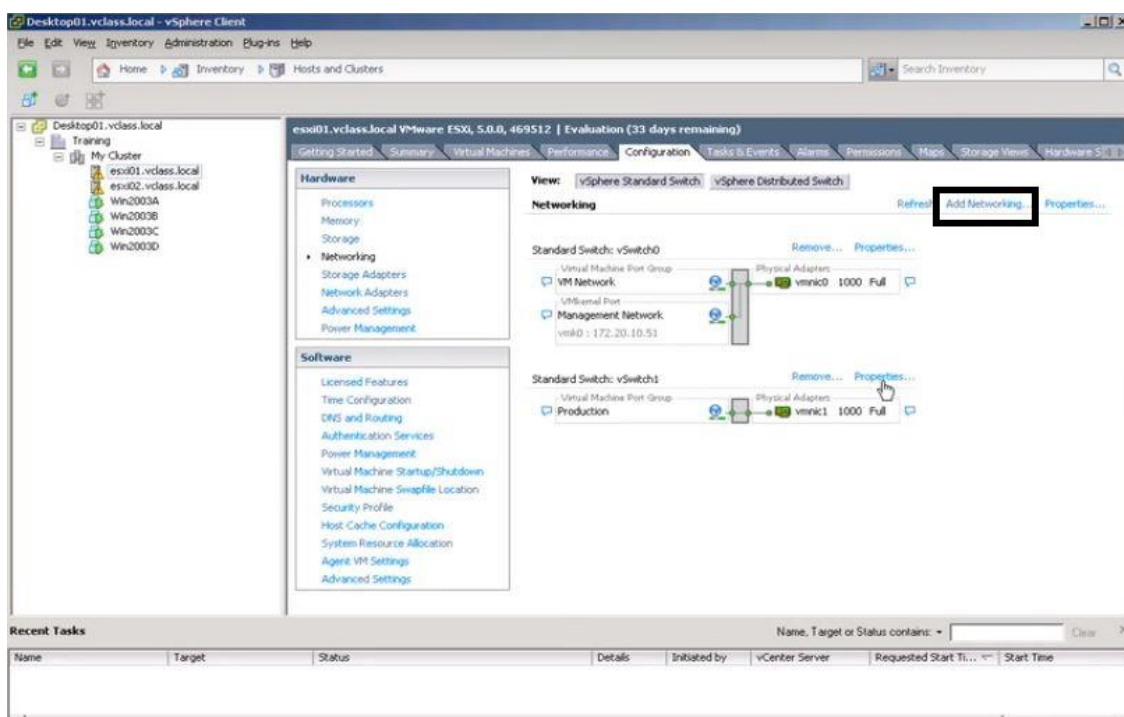 Desktop01.vclass.local - vSphere Client
File Edit View Inventory Administration Plug-ins Help
Home Inventory Hosts and Clusters Search Inventory
Desktop01.vclass.local
Training
My Cluster
esxi01.vclass.local
esxi02.vclass.local
Win2003A
Win2003B
Win2003C
Win2003D
esxi01.vclass.local VMware ESXi, 5.0.0, 469512 | Evaluation (33 days remaining)
Getting Started Summary Virtual Machines Performance Configuration Tasks & Events Alarms Permissions Maps Storage Views Hardware S
Hardware
Processors
Memory
Storage
Networking
Storage Adapters
Network Adapters
Advanced Settings
Power Management
Software
Licensed Features
Time Configuration
DNS and Routing
Authentication Services
Power Management
Virtual Machine Startup/Shutdown
Virtual Machine Swapfile Location
Security Profile
Host Cache Configuration
System Resource Allocation
Agent VM Settings
Advanced Settings
View: vSphere Standard Switch vSphere Distributed Switch
Networking Refresh Add Networking... Properties...
Standard Switch: vSwitch0 Remove... Properties...
Virtual Machine Port Group Physical Adapters
VM Network vmnic0 1000 Full
VMkernel Port
Management Network
vmk0 : 172.20.10.51
Standard Switch: vSwitch1 Remove... Properties...
Virtual Machine Port Group Physical Adapters
Production vmnic1 1000 Full
Recent Tasks Name, Target or Status contains: Clear
Name Target Status Details Initiated by vCenter Server Requested Start Ti... Start Time